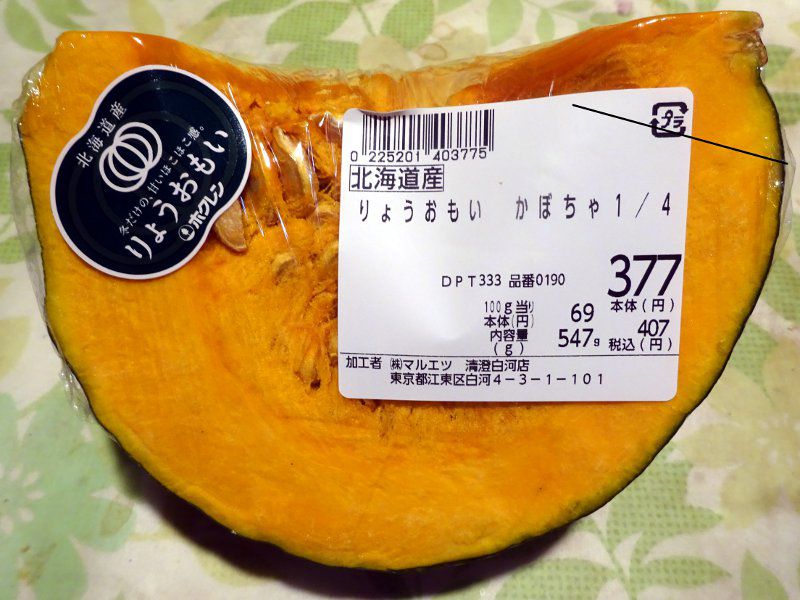 北海道産
冬だけの、甘いほこほこ感。
りょうおもい
ホクレン
プラ
0 225201 403775
北海道産
りょうおもい かぼちゃ1/4
DPT333 品番0190
377
本体(円)
100g当り
本体(円)
69
407
税込(円)
内容量
(g)
547g
加工者 ㈱マルエツ 清澄白河店
東京都江東区白河4-3-1-101